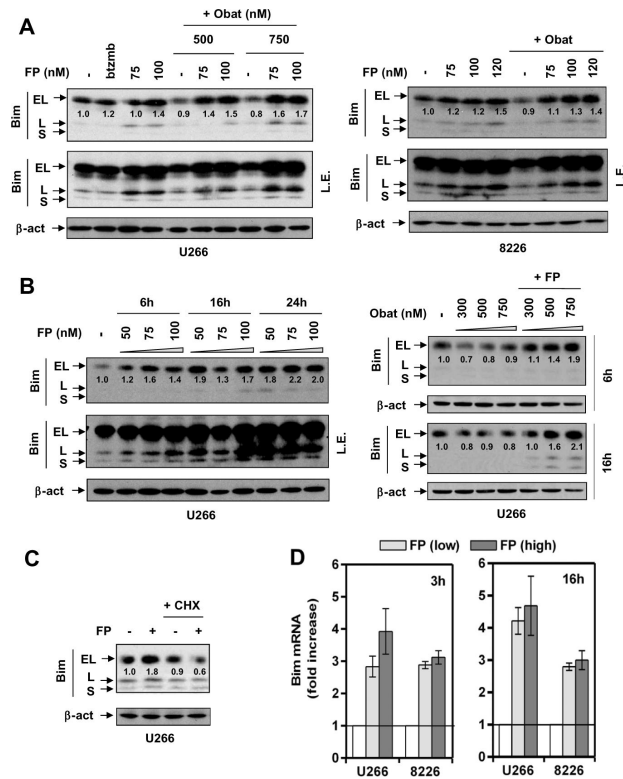 A
+ Obat (nM)
500 750
FP (nM) - btzmb 75 100 - 75 100 - 75 100
Bim EL
1.0 1.2 1.0 1.4 0.9 1.4 1.5 0.8 1.6 1.7
L
S
Bim EL
L
S
L.E.
β-act
U266
+ Obat
FP (nM) - 75 100 120 - 75 100 120
Bim EL
1.0 1.2 1.2 1.5 0.9 1.1 1.3 1.4
L
S
Bim EL
L
S
L.E.
β-act
8226
B
6h 16h 24h
FP (nM) - 50 75 100 50 75 100 50 75 100
Bim EL
1.0 1.2 1.6 1.4 1.9 1.3 1.7 1.8 2.2 2.0
L
S
Bim EL
L
S
L.E.
β-act
U266
+ FP
Obat (nM) - 300 500 750 300 500 750
Bim EL
1.0 0.7 0.8 0.9 1.1 1.4 1.9
L
S
β-act
6h
Bim EL
1.0 0.8 0.9 0.8 1.0 1.6 2.1
L
S
β-act
16h
U266
C
+ CHX
FP - + - +
Bim EL
1.0 1.8 0.9 0.6
L
S
β-act
U266
D
FP (low) FP (high)
Bim mRNA
(fold increase)
6
5
4
3
2
1
0
3h
U266 8226
6
5
4
3
2
1
0
16h
U266 8226